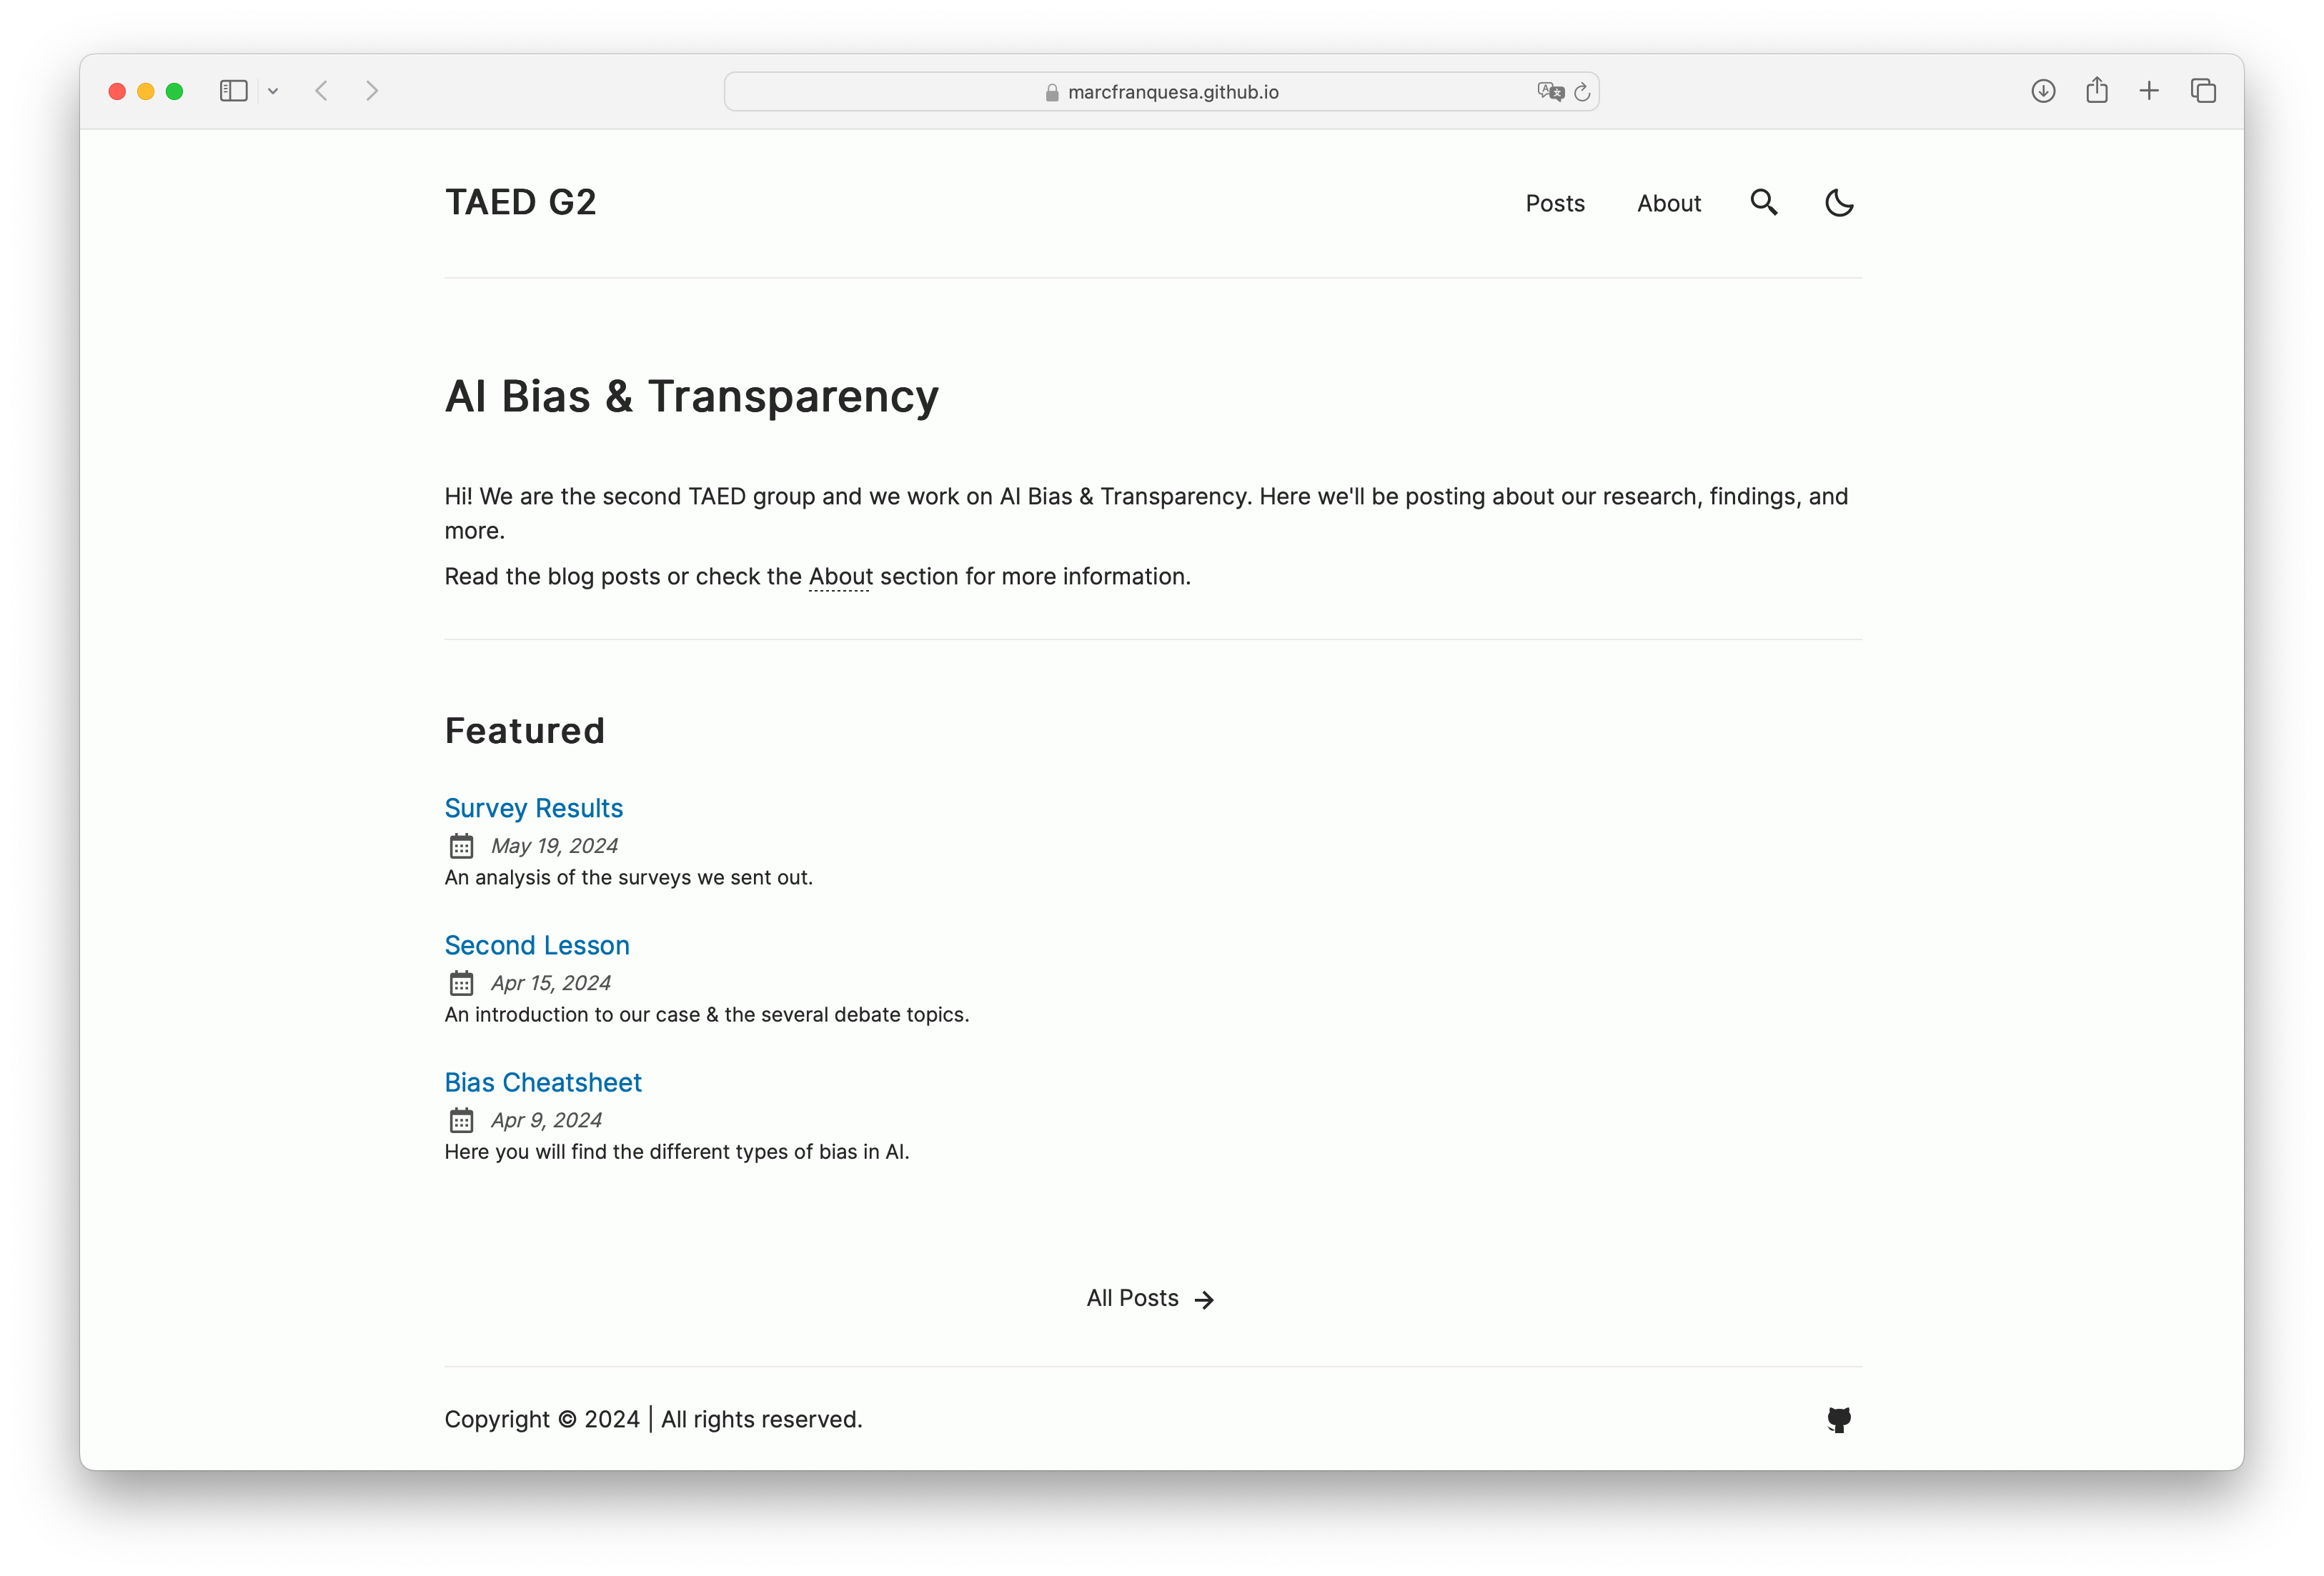 marcfranquesa.github.io
TAED G2
Posts About
AI Bias & Transparency
Hi! We are the second TAED group and we work on AI Bias & Transparency. Here we'll be posting about our research, findings, and
more.
Read the blog posts or check the About section for more information.
Featured
Survey Results
May 19, 2024
An analysis of the surveys we sent out.
Second Lesson
Apr 15, 2024
An introduction to our case & the several debate topics.
Bias Cheatsheet
Apr 9, 2024
Here you will find the different types of bias in AI.
All Posts →
Copyright © 2024 | All rights reserved.